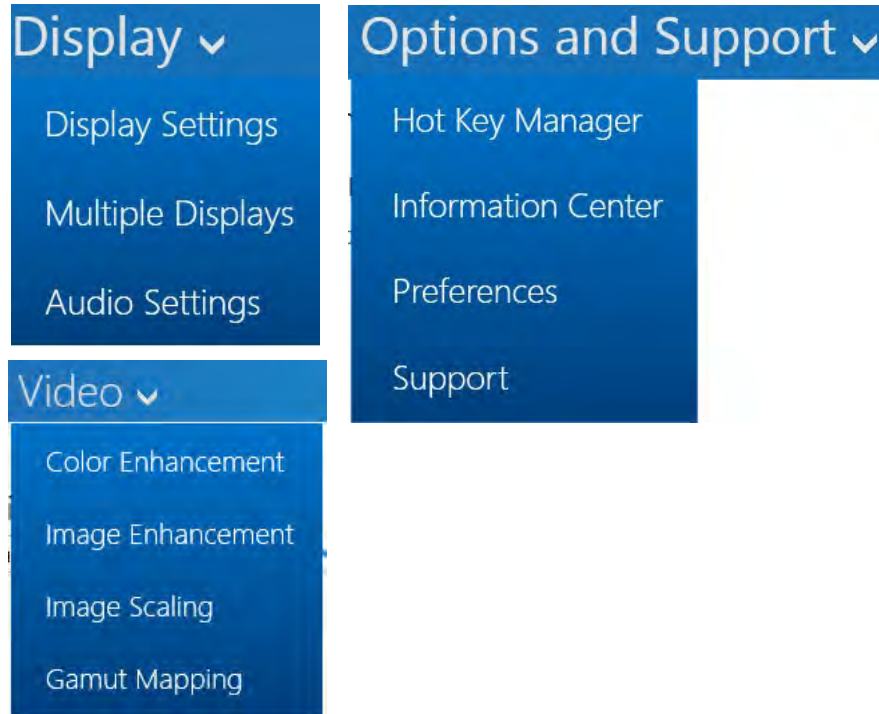 Display
Display Settings
Multiple Displays
Audio Settings
Options and Support
Hot Key Manager
Information Center
Preferences
Support
Video
Color Enhancement
Image Enhancement
Image Scaling
Gamut Mapping